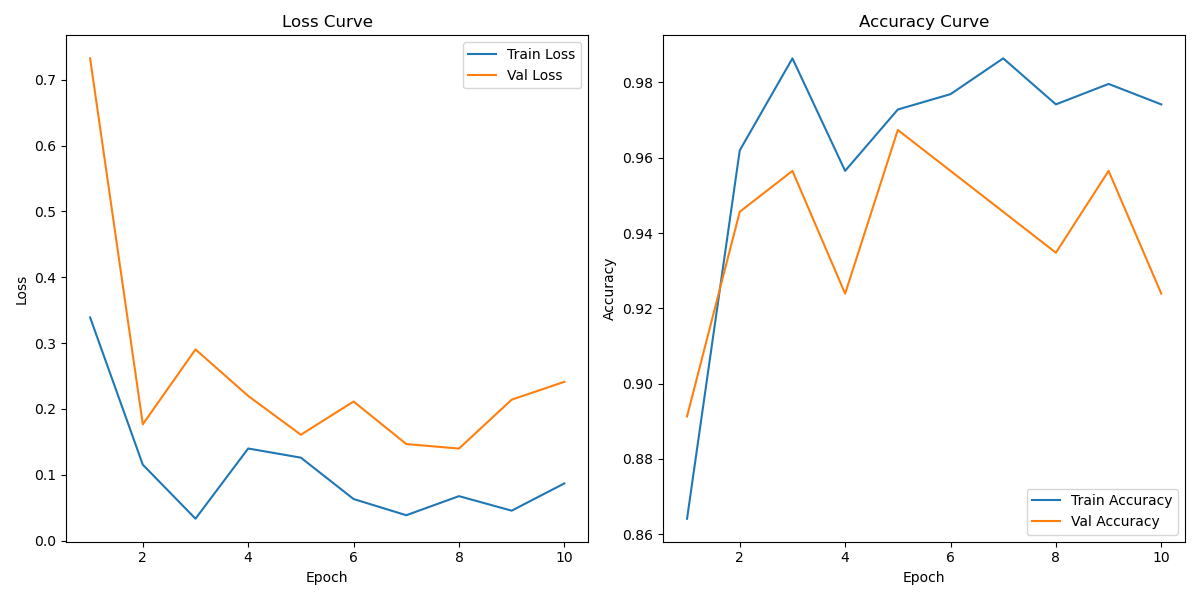 Loss Curve
Train Loss
Val Loss
0.7
0.6
0.5
0.4
0.3
0.2
0.1
0.0
Loss
2
4
6
8
10
Epoch
Accuracy Curve
0.98
0.96
0.94
0.92
0.90
0.88
0.86
Accuracy
Train Accuracy
Val Accuracy
2
4
6
8
10
Epoch